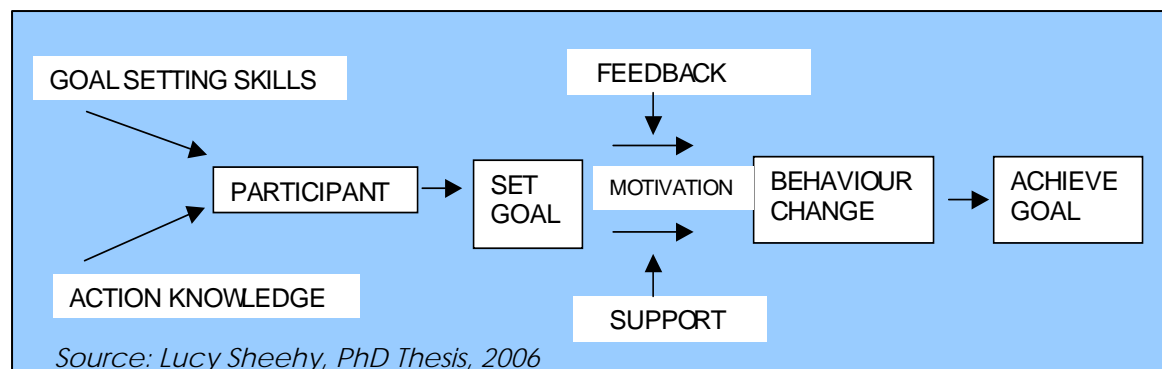 GOAL SETTING SKILLS
FEEDBACK
PARTICIPANT
SET
GOAL
MOTIVATION
BEHAVIOUR
CHANGE
ACHIEVE
GOAL
ACTION KNOWLEDGE
SUPPORT
Source: Lucy Sheehy, PhD Thesis, 2006